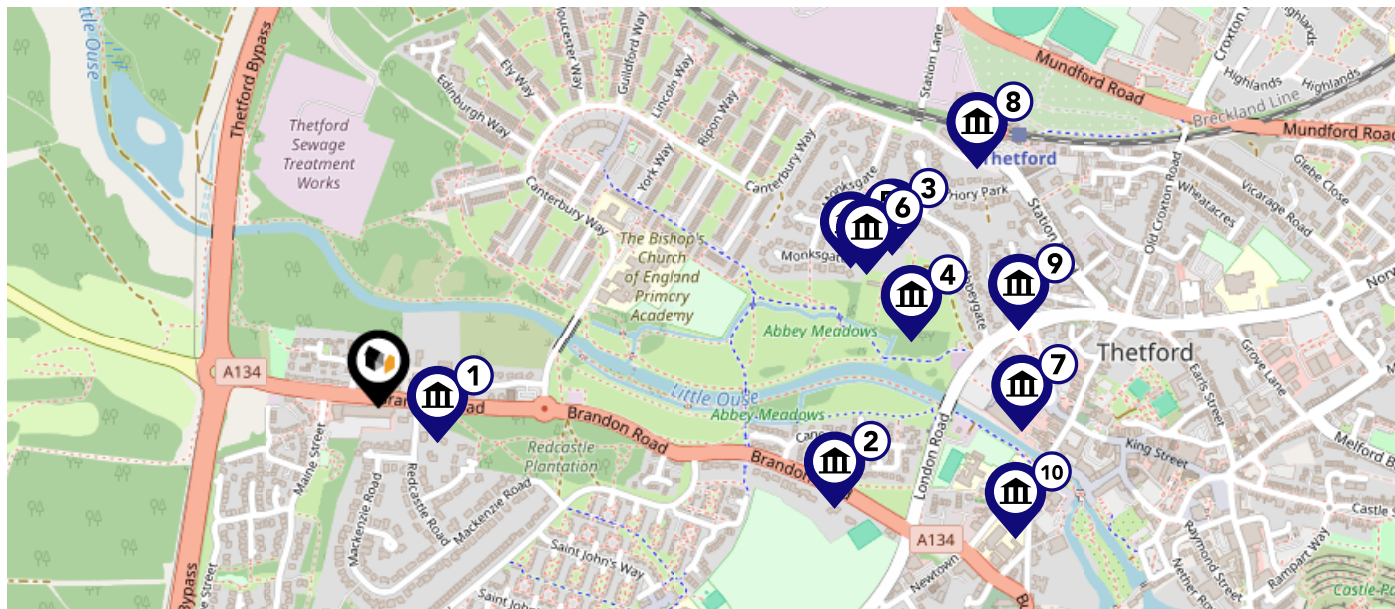 Little Ouse
Thetford Bypass
Edinburgh Way
Ely Way
Gloucester Way
Guildford Way
Lincoln Way
Ripon Way
York Way
Canterbury Way
Canterbury Way
Station Lane
Mundford Road
Croxton
Highlands
Highlands
Highlands
Breckland Line
Mundford Road
8
Thetford
Thetford
Sewage
Treatment
Works
Monksgate
3
6
Priory Park
Station
Old Croxton Road
Wheatacres
Vicarage Road
Glebe Close
The Bishop's
Church
of England
Primcry
Academy
Monksgate
4
9
Abbeygate
Abbey Meadows
A134
1
Brandon Road
Little Ouse
Abbey Meadows
7
Thetford
Earls Street
Grove Lane
Brandon Road
Redcastle
Plantation
2
Brandon
London Road
King Street
Melford
Maine Street
Mackenzie Road
Redcastle Road
Mackenzie Road
Saint John's Way
Saint John's
10
A134
Newtown
Raymond Street
Nether
Rampart Way
Castle
Bypass
Street